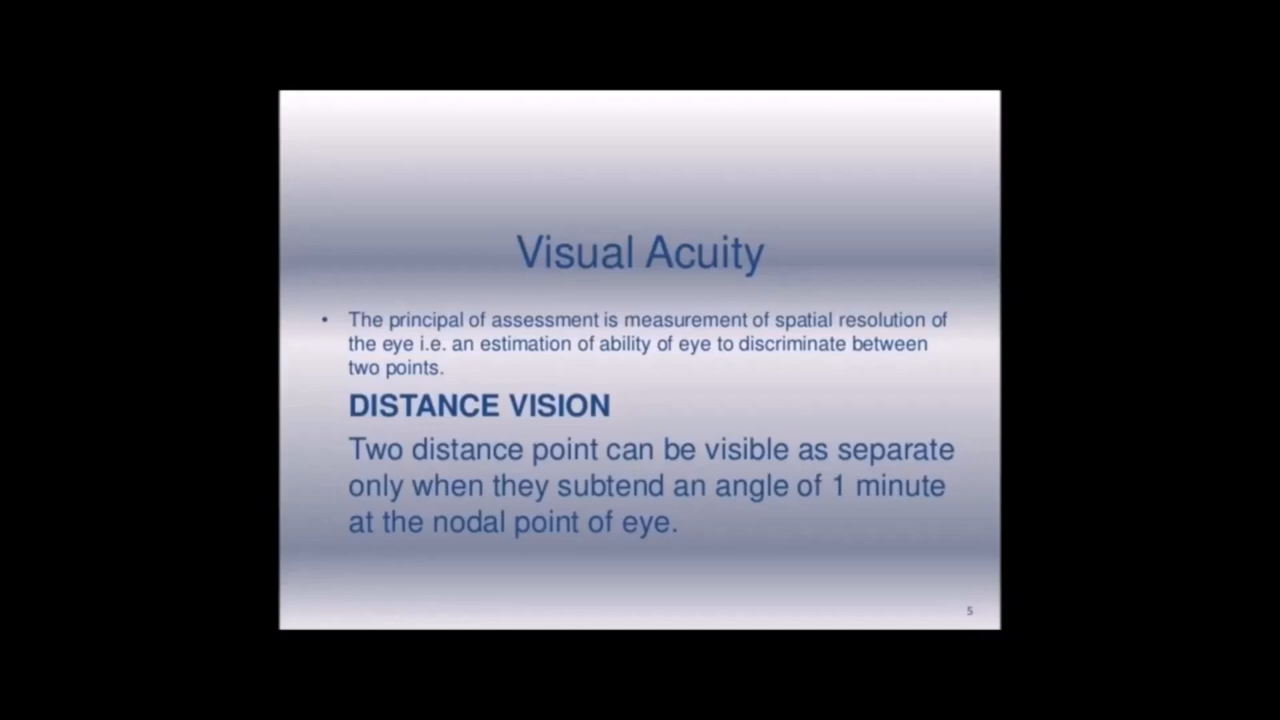 Visual Acuity
• The principal of assessment is measurement of spatial resolution of
the eye i.e. an estimation of ability of eye to discriminate between
two points.
DISTANCE VISION
Two distance point can be visible as separate
only when they subtend an angle of 1 minute
at the nodal point of eye.
5